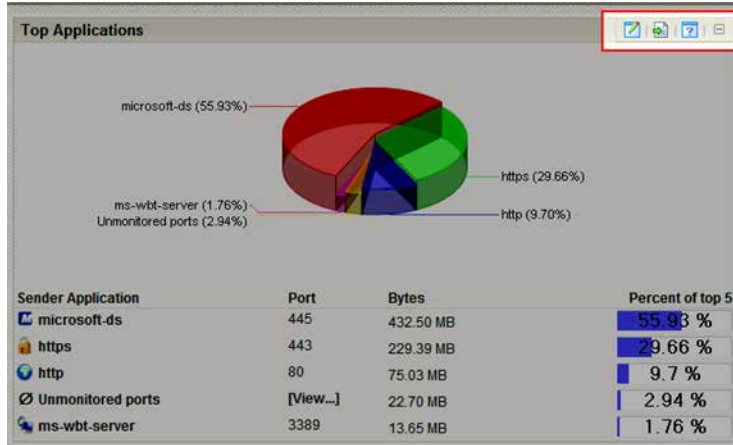 Top Applications
microsoft-ds (55.93%)
https (29.66%)
ms-wbt-server (1.76%)
Unmonitored ports (2.94%)
http (9.70%)
Sender Application Port Bytes Percent of top 5
microsoft-ds 445 432.50 MB 55.93 %
https 443 229.39 MB 29.66 %
http 80 75.03 MB 9.7 %
Unmonitored ports [View...] 22.70 MB 2.94 %
ms-wbt-server 3389 13.65 MB 1.76 %